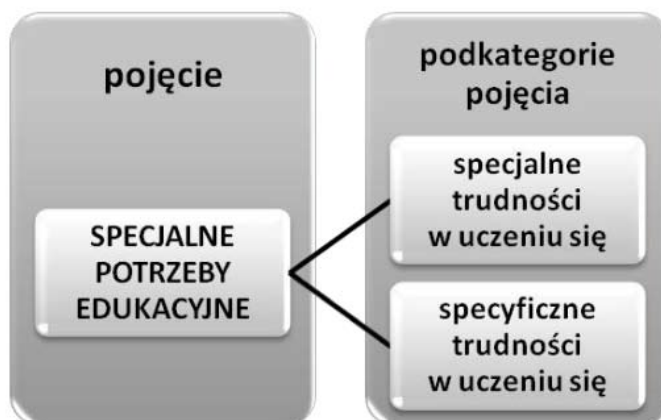 pojęcie
SPECJALNE
POTRZEBY
EDUKACYJNE
podkategorie
pojęcia
specjalne
trudności
w uczeniu się
specyficzne
trudności
w uczeniu się